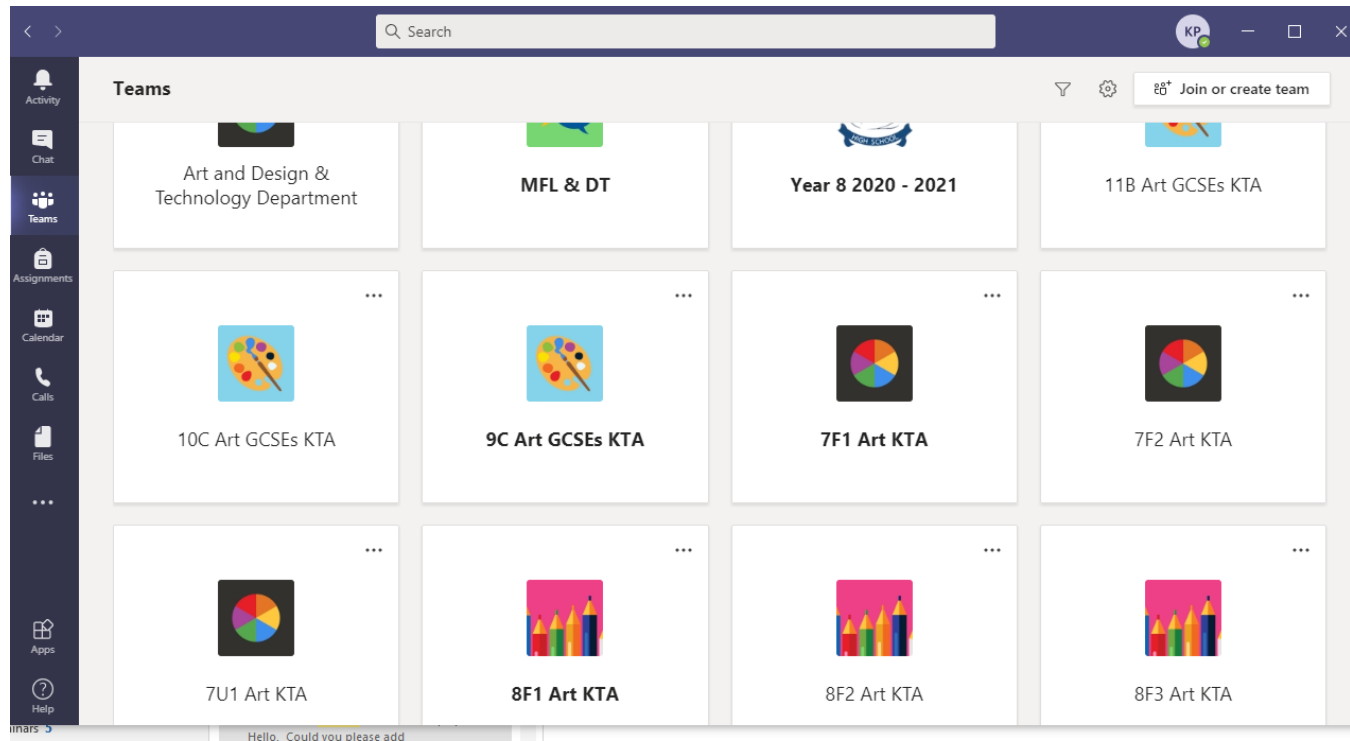 Search
KP
Activity
Chat
Teams
Assignments
Calendar
Calls
Files
Apps
Help
Teams
Join or create team
Art and Design &
Technology Department
MFL & DT
HIGH SCHOOL
Year 8 2020 - 2021
11B Art GCSEs KTA
10C Art GCSEs KTA
9C Art GCSEs KTA
7F1 Art KTA
7F2 Art KTA
7U1 Art KTA
8F1 Art KTA
8F2 Art KTA
8F3 Art KTA
5
Hello. Could you please add